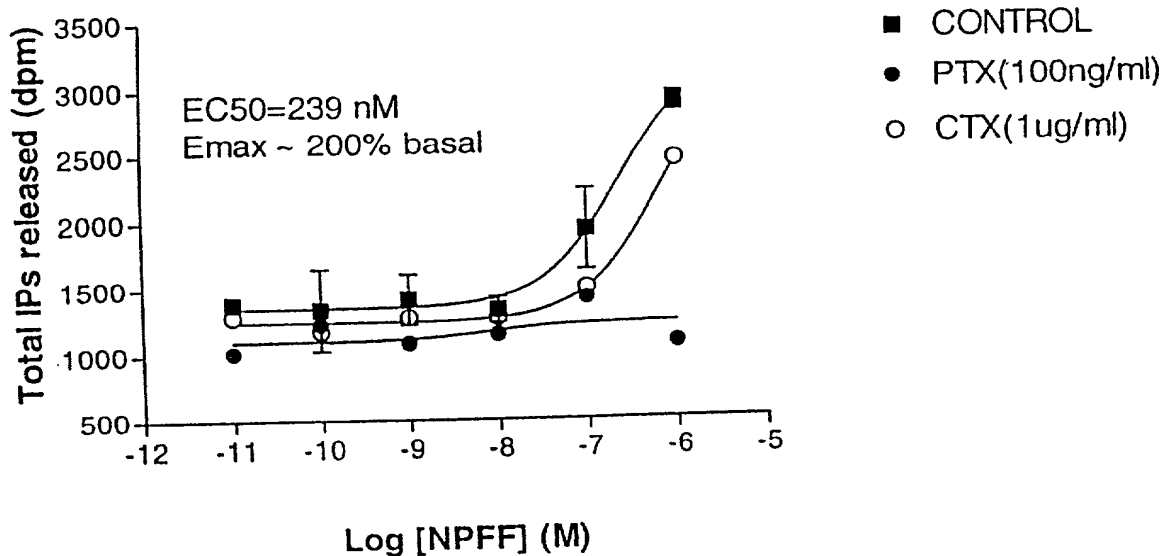 Total IPs released (dpm)
3500
3000
2500
2000
1500
1000
500
EC50=239 nM
Emax ~ 200% basal
-12
-11
-10
-9
-8
-7
-6
-5
Log [NPFF] (M)
CONTROL
PTX(100ng/ml)
CTX(1ug/ml)